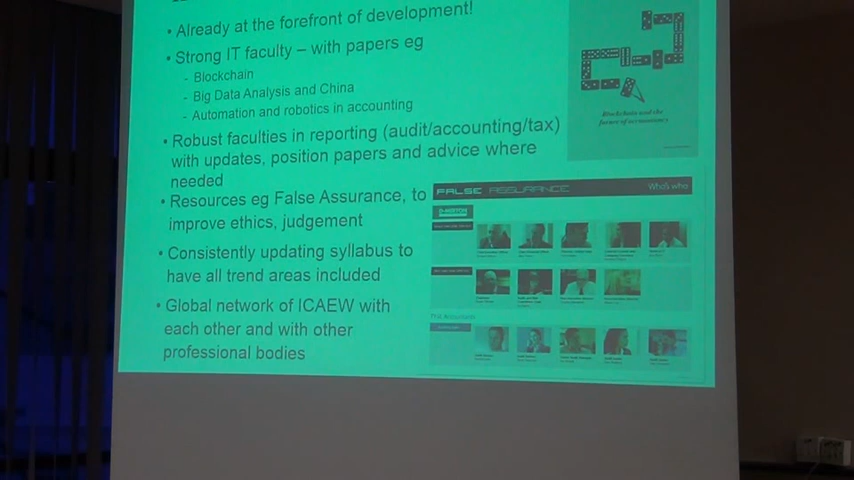 • Already at the forefront of development!
• Strong IT faculty – with papers eg
- Blockchain
- Big Data Analysis and China
- Automation and robotics in accounting
• Robust faculties in reporting (audit/accounting/tax)
with updates, position papers and advice where
needed
• Resources eg False Assurance, to
improve ethics, judgement
• Consistently updating syllabus to
have all trend areas included
• Global network of ICAEW with
each other and with other
professional bodies
Blockchain and the
future of accountancy
FALSE ASSURANCE
Who's who